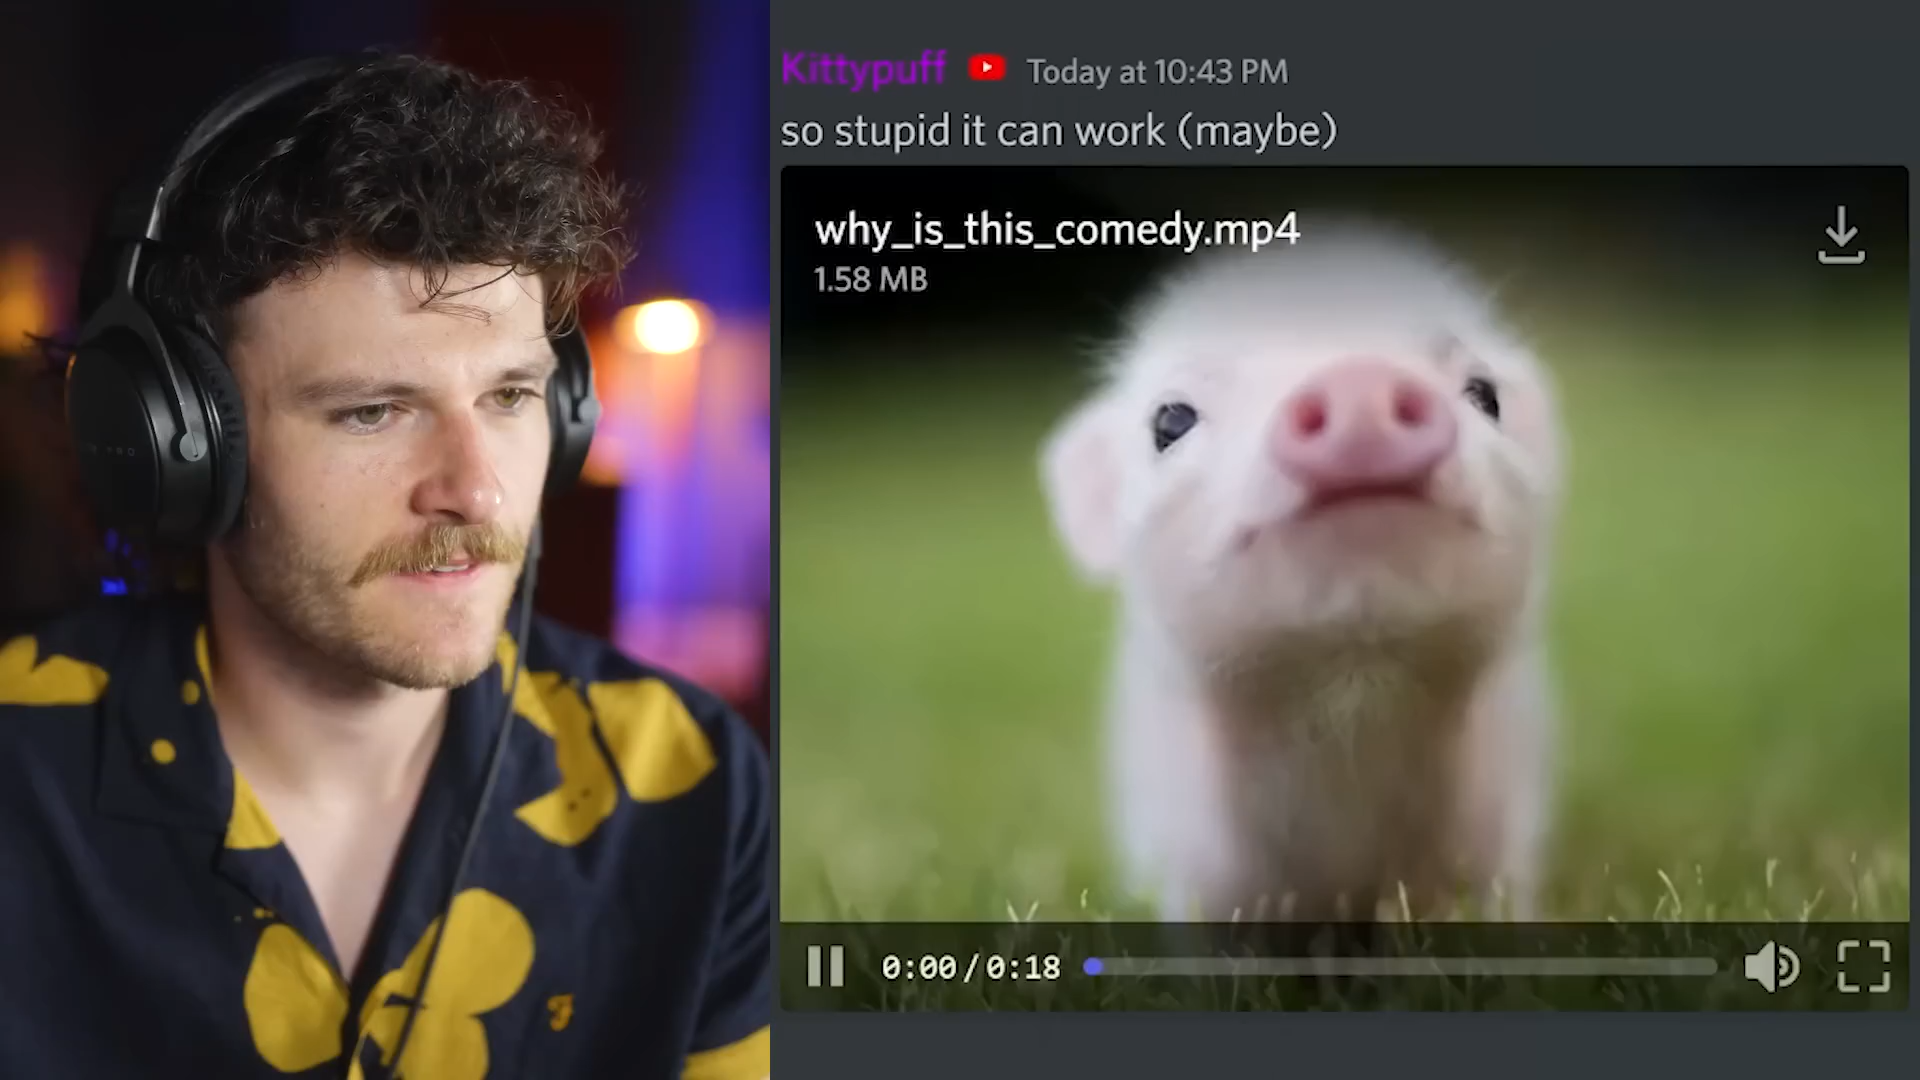 Kittypuff Today at 10:43 PM
so stupid it can work (maybe)
why_is_this_comedy.mp4
1.58 MB
0:00/0:18